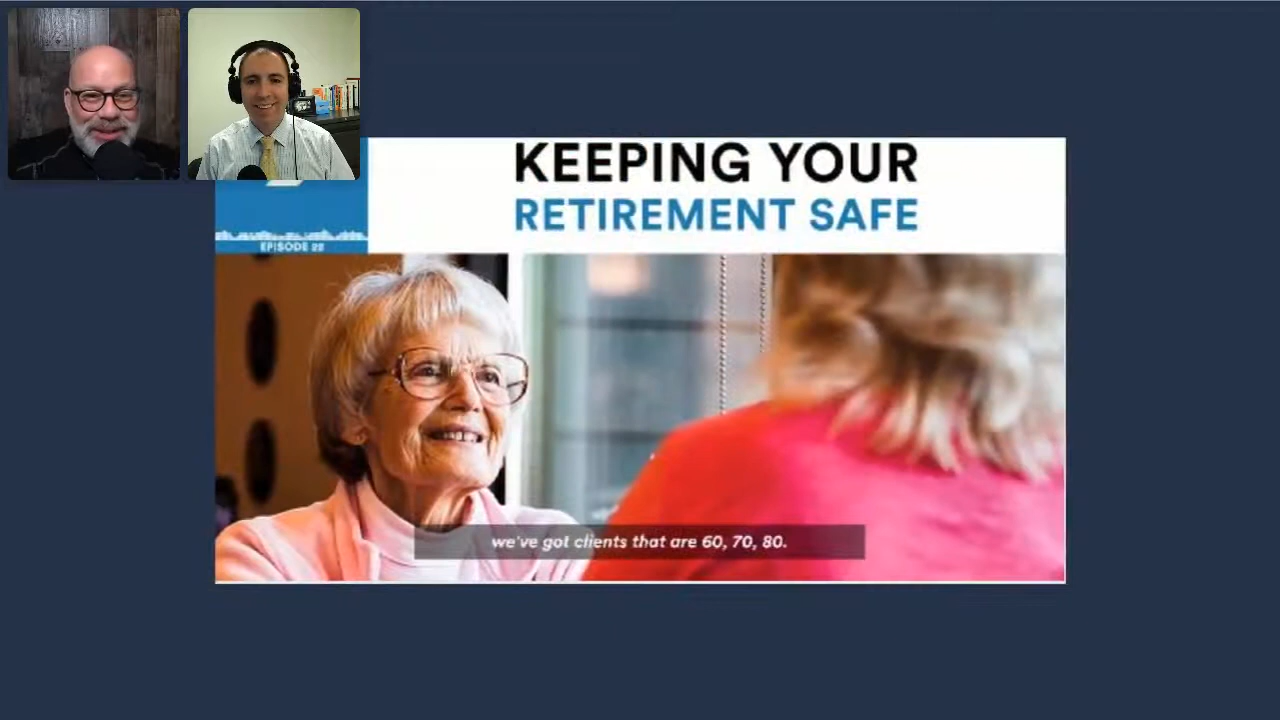 KEEPING YOUR
RETIREMENT SAFE
EPISODE 22
we've got clients that are 60, 70, 80.